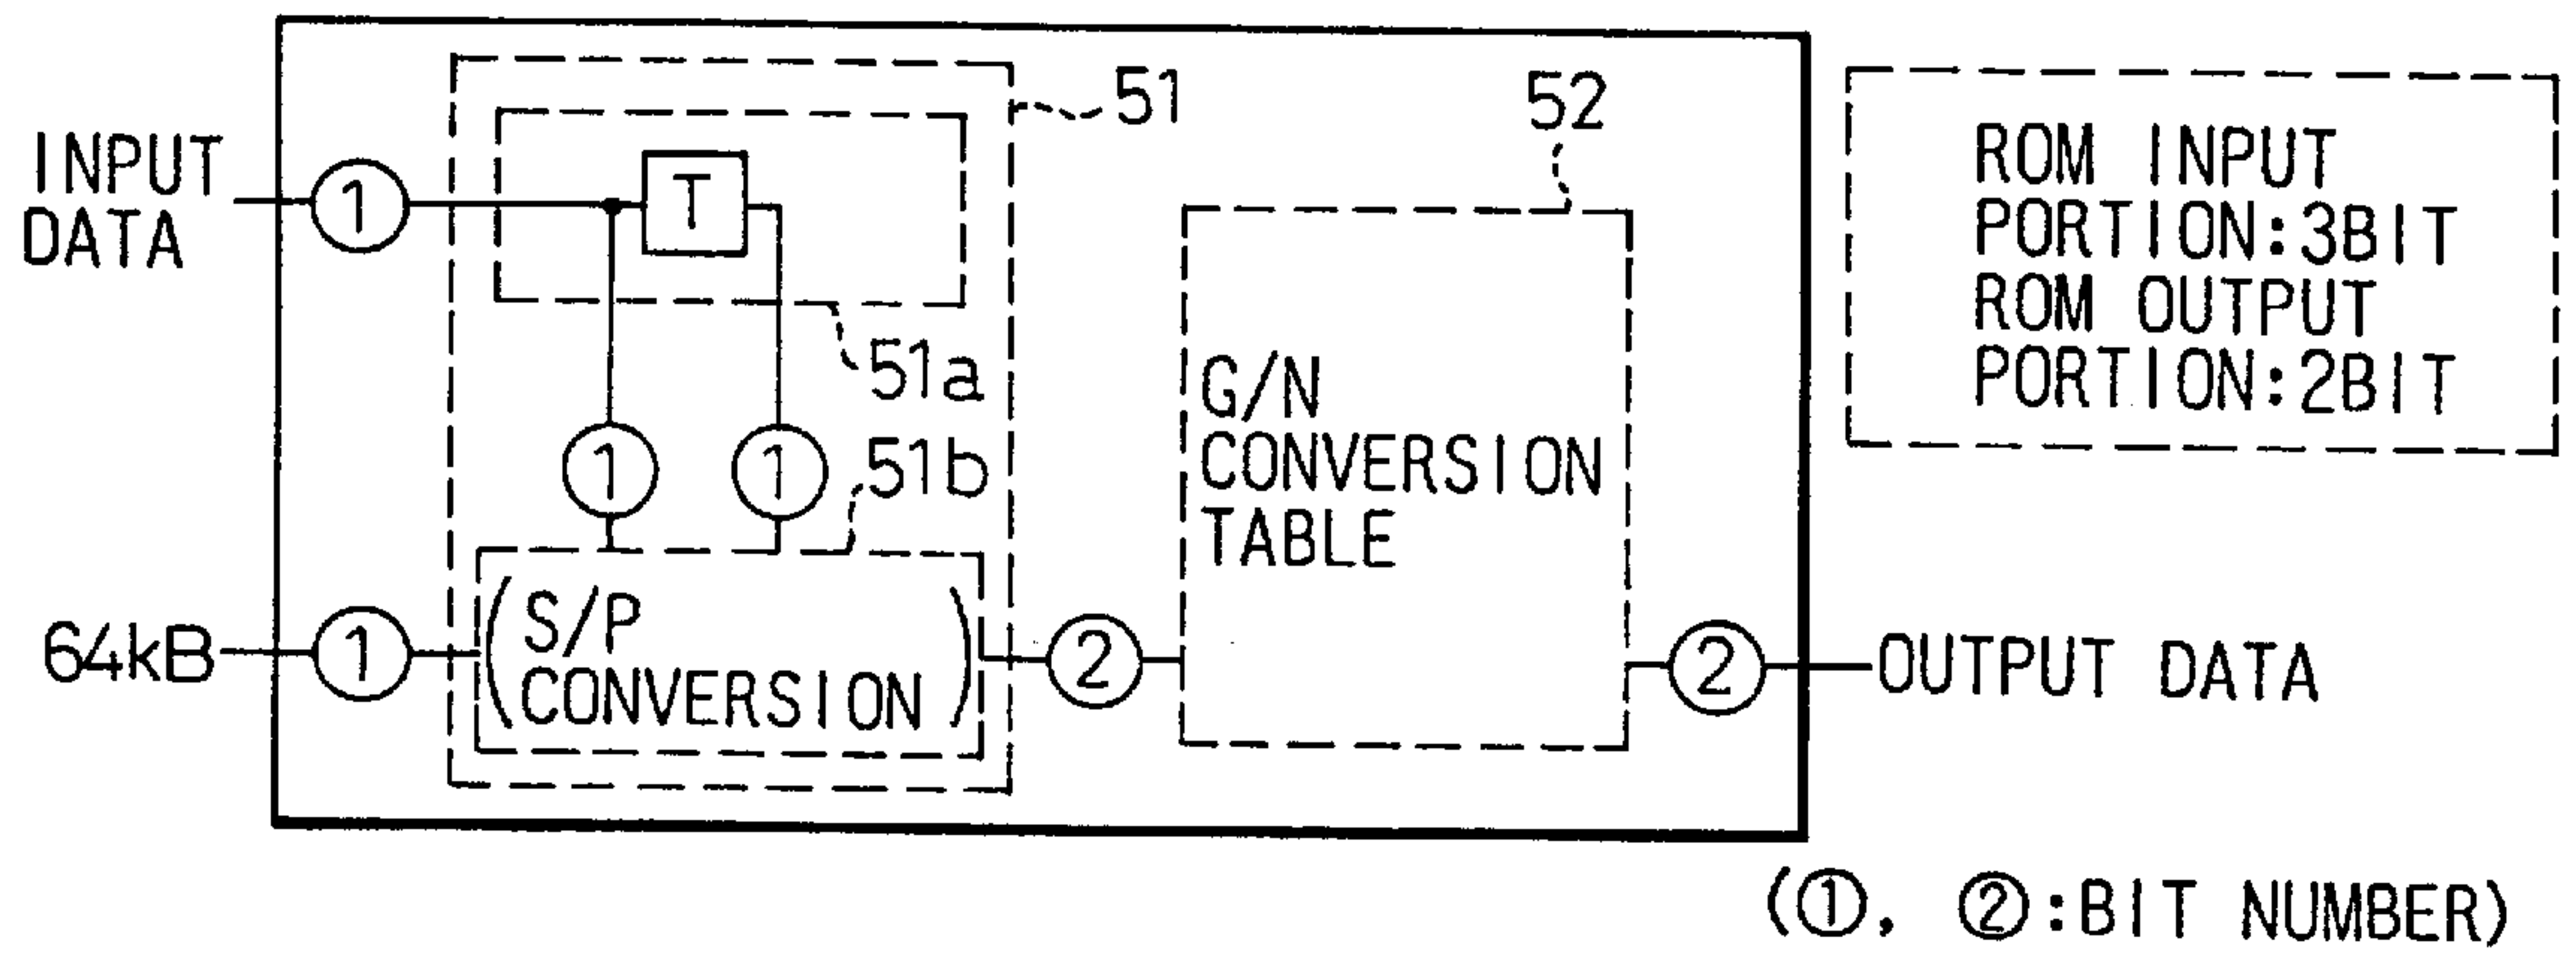 INPUT
DATA
①
T
51
51a
①
①
51b
64kB
①
(S/P
CONVERSION)
②
52
G/N
CONVERSION
TABLE
②
OUTPUT DATA
ROM INPUT
PORTION:3BIT
ROM OUTPUT
PORTION:2BIT
(①, ②:BIT NUMBER)